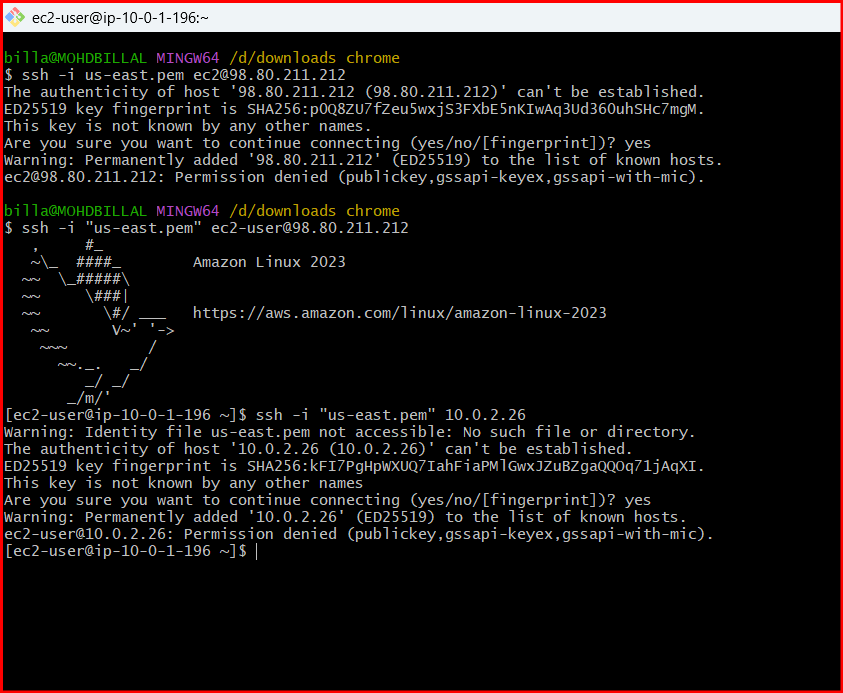 ec2-user@ip-10-0-1-196:~
billa@MOHDBILLAL MINGW64 /d/downloads chrome
$ ssh -i us-east.pem ec2@98.80.211.212
The authenticity of host '98.80.211.212 (98.80.211.212)' can't be established.
ED25519 key fingerprint is SHA256:pOQ8ZU7fZeu5wxjS3FXbE5nKIwAq3Ud36OuhSHc7mgM.
This key is not known by any other names.
Are you sure you want to continue connecting (yes/no/[fingerprint])? yes
Warning: Permanently added '98.80.211.212' (ED25519) to the list of known hosts.
ec2@98.80.211.212: Permission denied (publickey,gssapi-keyex,gssapi-with-mic).
billa@MOHDBILLAL MINGW64 /d/downloads chrome
$ ssh -i "us-east.pem" ec2-user@98.80.211.212
   ,     #_
   ~\_  ####_        Amazon Linux 2023
  ~~  \_#####\
  ~~     \###|
  ~~       \#/ ___   https://aws.amazon.com/linux/amazon-linux-2023
   ~~       V~' '->
    ~~~         /
      ~~._.   _/
         _/ _/
       _/m/'
[ec2-user@ip-10-0-1-196 ~]$ ssh -i "us-east.pem" 10.0.2.26
Warning: Identity file us-east.pem not accessible: No such file or directory.
The authenticity of host '10.0.2.26 (10.0.2.26)' can't be established.
ED25519 key fingerprint is SHA256:kFI7PgHpWXUQ7IahFiaPMlGwxJZuBZgaQQOq71jAqXI.
This key is not known by any other names
Are you sure you want to continue connecting (yes/no/[fingerprint])? yes
Warning: Permanently added '10.0.2.26' (ED25519) to the list of known hosts.
ec2-user@10.0.2.26: Permission denied (publickey,gssapi-keyex,gssapi-with-mic).
[ec2-user@ip-10-0-1-196 ~]$